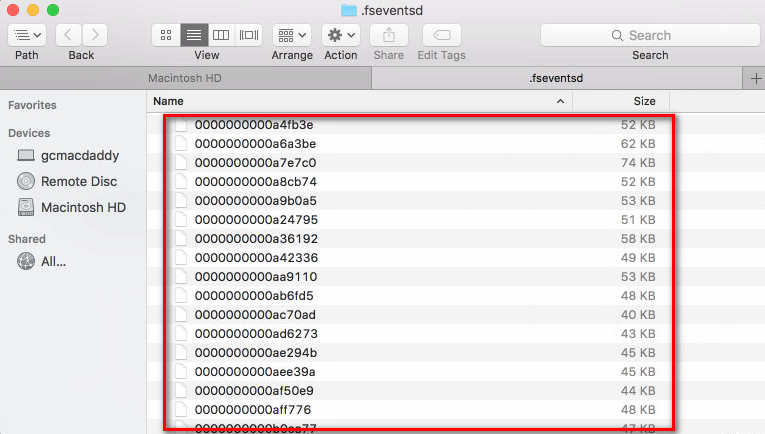 .fseventsd
Path Back View Arrange Action Share Edit Tags Search Search
Macintosh HD .fseventsd
Favorites
Devices
gcmacdaddy
Remote Disc
Macintosh HD
Shared
All...
Name Size
0000000000a4fb3e 52 KB
0000000000a6a3be 62 KB
0000000000a7e7c0 74 KB
0000000000a8cb74 52 KB
0000000000a9b0a5 53 KB
0000000000a24795 51 KB
0000000000a36192 58 KB
0000000000a42336 49 KB
0000000000aa9110 53 KB
0000000000ab6fd5 48 KB
0000000000ac70ad 40 KB
0000000000ad6273 43 KB
0000000000ae294b 45 KB
0000000000aee39a 45 KB
0000000000af50e9 44 KB
0000000000aff776 48 KB
47 KB